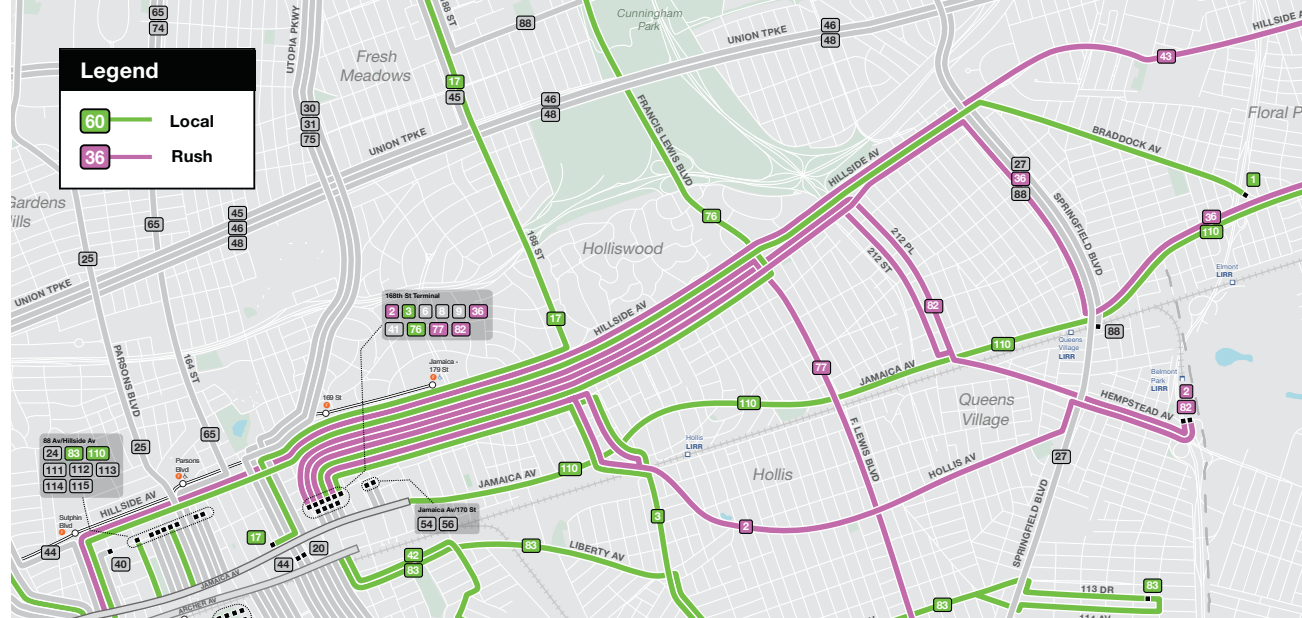 65
74
UTOPIA PKWY
188 ST
88
Cunningham
Park
UNION TPKE
46
48
HILLSIDE A
43
Legend
60 Local
36 Rush
Fresh
Meadows
17
45
46
48
30
31
75
UNION TPKE
FRANCIS LEWIS BLVD
HILLSIDE AV
BRADDOCK AV
Floral P
27
36
88
1
Gardens
ills
65
45
46
48
25
76
188 ST
Holliswood
212 PL
212 ST
SPRINGFIELD BLVD
36
110
Elmont
LIRR
UNION TPKE
168th St Terminal
2 3 6 8 9 36
41 76 77 82
17
HILLSIDE AV
82
88
110
Queens
Village
LIRR
PARSONS BLVD
164 ST
Jamaica -
179 St
F
169 St
F
77
JAMAICA AV
110
Belmont
Park
LIRR
2
82
HEMPSTEAD AV
Queens
Village
65
25
88 Av/Hillside Av
24 83 110
111 112 113
114 115
Parsons
Blvd
F
HILLSIDE AV
Sutphin
Blvd
F
44
40
Hollis
LIRR
Hollis
F. LEWIS BLVD
HOLLIS AV
27
JAMAICA AV
110
Jamaica Av/170 St
54 56
3
2
17
20
44
42
83
83
LIBERTY AV
SPRINGFIELD BLVD
JAMAICA AV
ARCHER AV
83
113 DR
83
114 AV